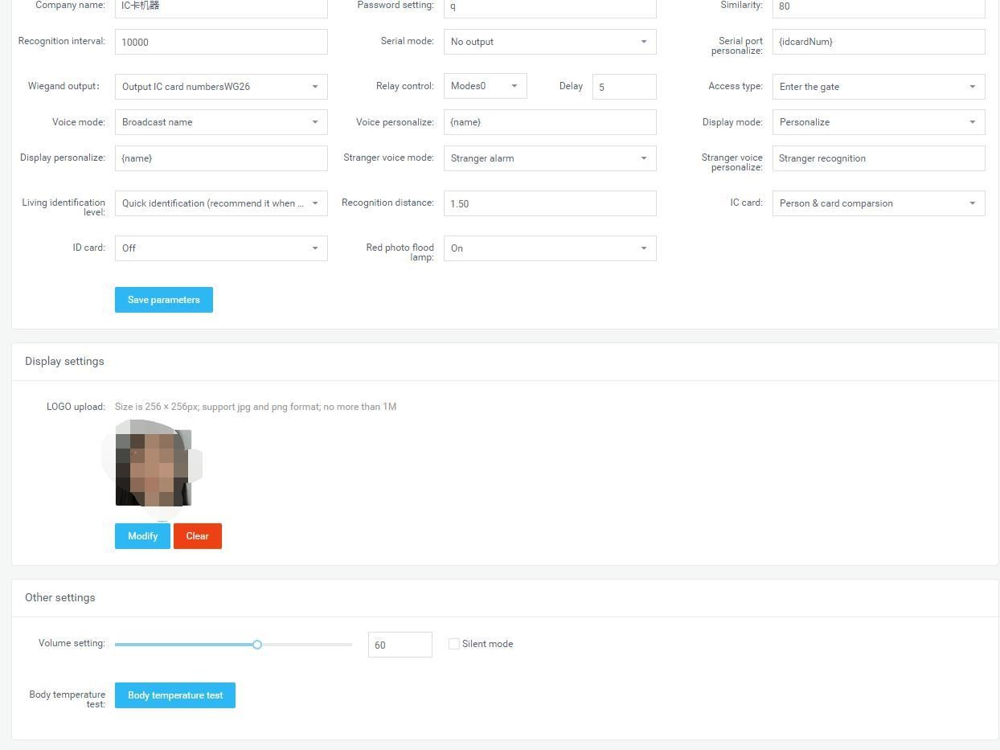 Company name: IC卡机器 Password setting: q Similarity: 80
Recognition interval: 10000 Serial mode: No output Serial port personalize: {idcardNum}
Wiegand output: Output IC card numbersWG26 Relay control: Modes0 Delay 5 Access type: Enter the gate
Voice mode: Broadcast name Voice personalize: {name} Display mode: Personalize
Display personalize: {name} Stranger voice mode: Stranger alarm Stranger voice personalize: Stranger recognition
Living identification level: Quick identification (recommend it when ... Recognition distance: 1.50 IC card: Person & card comparsion
ID card: Off Red photo flood lamp: On
Save parameters
Display settings
LOGO upload: Size is 256 × 256px; support jpg and png format; no more than 1M
Modify Clear
Other settings
Volume setting: 60 Silent mode
Body temperature test: Body temperature test